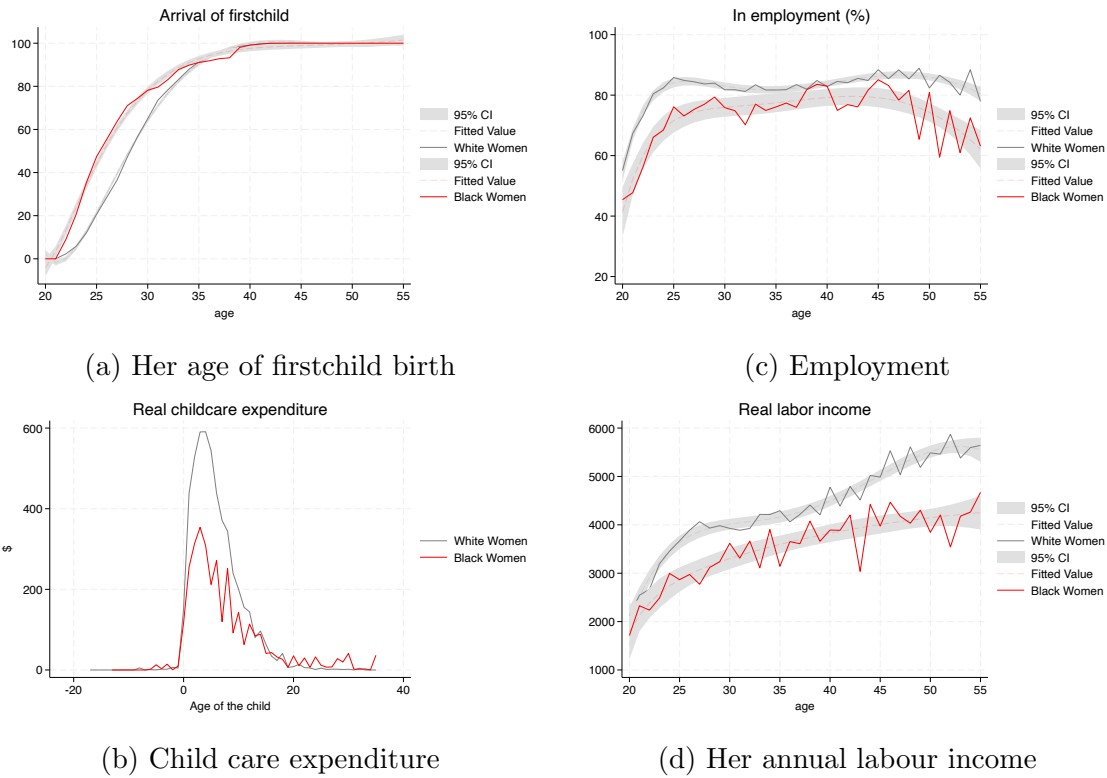 Arrival of firstchild
100
80
60
40
20
0
20 25 30 35 40 45 50 55
age
95% CI
Fitted Value
White Women
95% CI
Fitted Value
Black Women
(a) Her age of firstchild birth
In employment (%)
100
80
60
40
20
20 25 30 35 40 45 50 55
age
95% CI
Fitted Value
White Women
95% CI
Fitted Value
Black Women
(c) Employment
Real childcare expenditure
600
400
200
0
$
-20 0 20 40
Age of the child
White Women
Black Women
(b) Child care expenditure
Real labor income
6000
5000
4000
3000
2000
1000
20 25 30 35 40 45 50 55
age
95% CI
Fitted Value
White Women
95% CI
Fitted Value
Black Women
(d) Her annual labour income